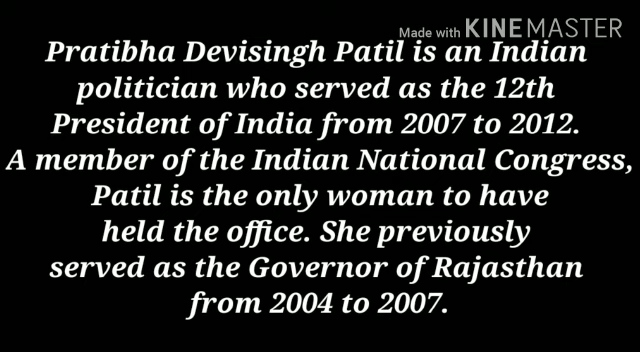 Made with KINEMASTER
Pratibha Devisingh Patil is an Indian
politician who served as the 12th
President of India from 2007 to 2012.
A member of the Indian National Congress,
Patil is the only woman to have
held the office. She previously
served as the Governor of Rajasthan
from 2004 to 2007.